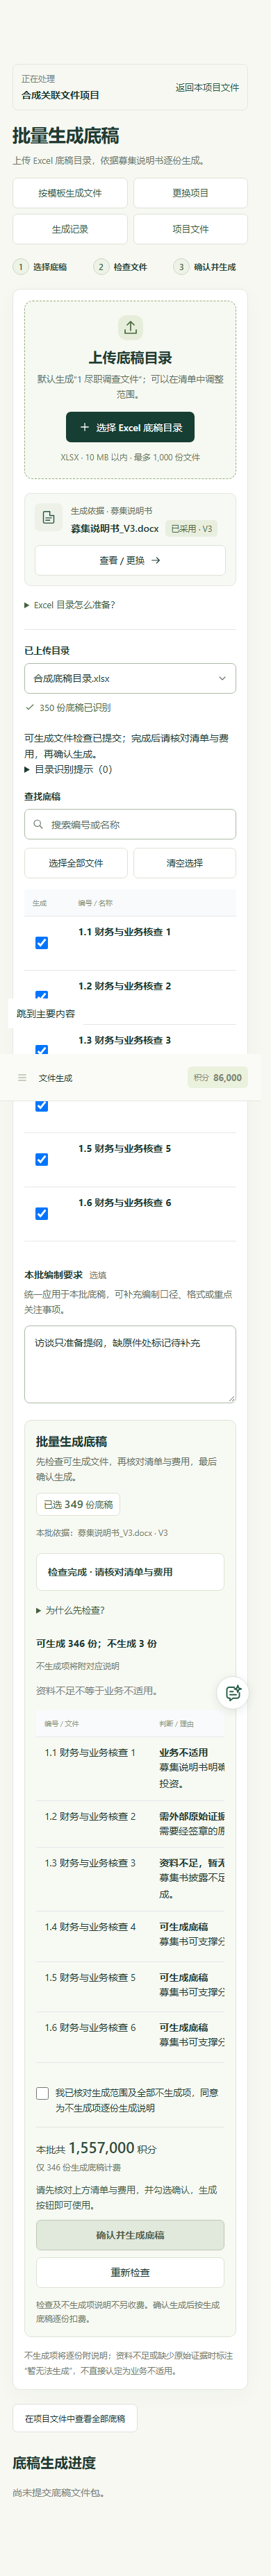 正在处理
合成关联文件项目
返回本项目文件
批量生成底稿
上传 Excel 底稿目录，依据募集说明书逐份生成。
按模板生成文件
更换项目
生成记录
项目文件
1 选择底稿
2 检查文件
3 确认并生成
上传底稿目录
默认生成“1 尽职调查文件”；可以在清单中调整
范围。
选择 Excel 底稿目录
XLSX · 10 MB 以内 · 最多 1,000 份文件
生成依据 · 募集说明书
募集说明书_V3.docx
已采用 · V3
查看 / 更换 →
Excel 目录怎么准备？
已上传目录
合成底稿目录.xlsx
350 份底稿已识别
可生成文件检查已提交；完成后请核对清单与费
用，再确认生成。
目录识别提示（0）
查找底稿
搜索编号或名称
选择全部文件
清空选择
生成
编号 / 名称
1.1 财务与业务核查 1
1.2 财务与业务核查 2
跳到主要内容
1.3 财务与业务核查 3
文件生成
积分 86,000
1.5 财务与业务核查 5
1.6 财务与业务核查 6
本批编制要求 选填
统一应用于本批底稿，可补充编制口径、格式或重点
关注事项。
访谈只准备提纲，缺原件处标记待补充
批量生成底稿
先检查可生成文件，再核对清单与费用，最后
确认生成。
已选 349 份底稿
本批依据：募集说明书_V3.docx · V3
检查完成 · 请核对清单与费用
为什么先检查？
可生成 346 份；不生成 3 份
不生成项将附对应说明
资料不足不等于业务不适用。
编号 / 文件
判断 / 理由
1.1 财务与业务核查 1
业务不适用
募集说明书明确
投资。
1.2 财务与业务核查 2
需外部原始证据
需要经签章的原
1.3 财务与业务核查 3
资料不足，暂无
募集书披露不足
成。
1.4 财务与业务核查 4
可生成底稿
募集书可支撑分
1.5 财务与业务核查 5
可生成底稿
募集书可支撑分
1.6 财务与业务核查 6
可生成底稿
募集书可支撑分
我已核对生成范围及全部不生成项，同意
为不生成项逐份生成说明
本批共 1,557,000 积分
仅 346 份生成底稿计费
请先核对上方清单与费用，并勾选确认，生成
按钮即可使用。
确认并生成底稿
重新检查
检查及不生成项说明不另收费。确认生成后按生成
底稿逐份扣费。
不生成项将逐份附说明；资料不足或缺少原始证据时标注
“暂无法生成”，不直接认定为业务不适用。
在项目文件中查看全部底稿
底稿生成进度
尚未提交底稿文件包。